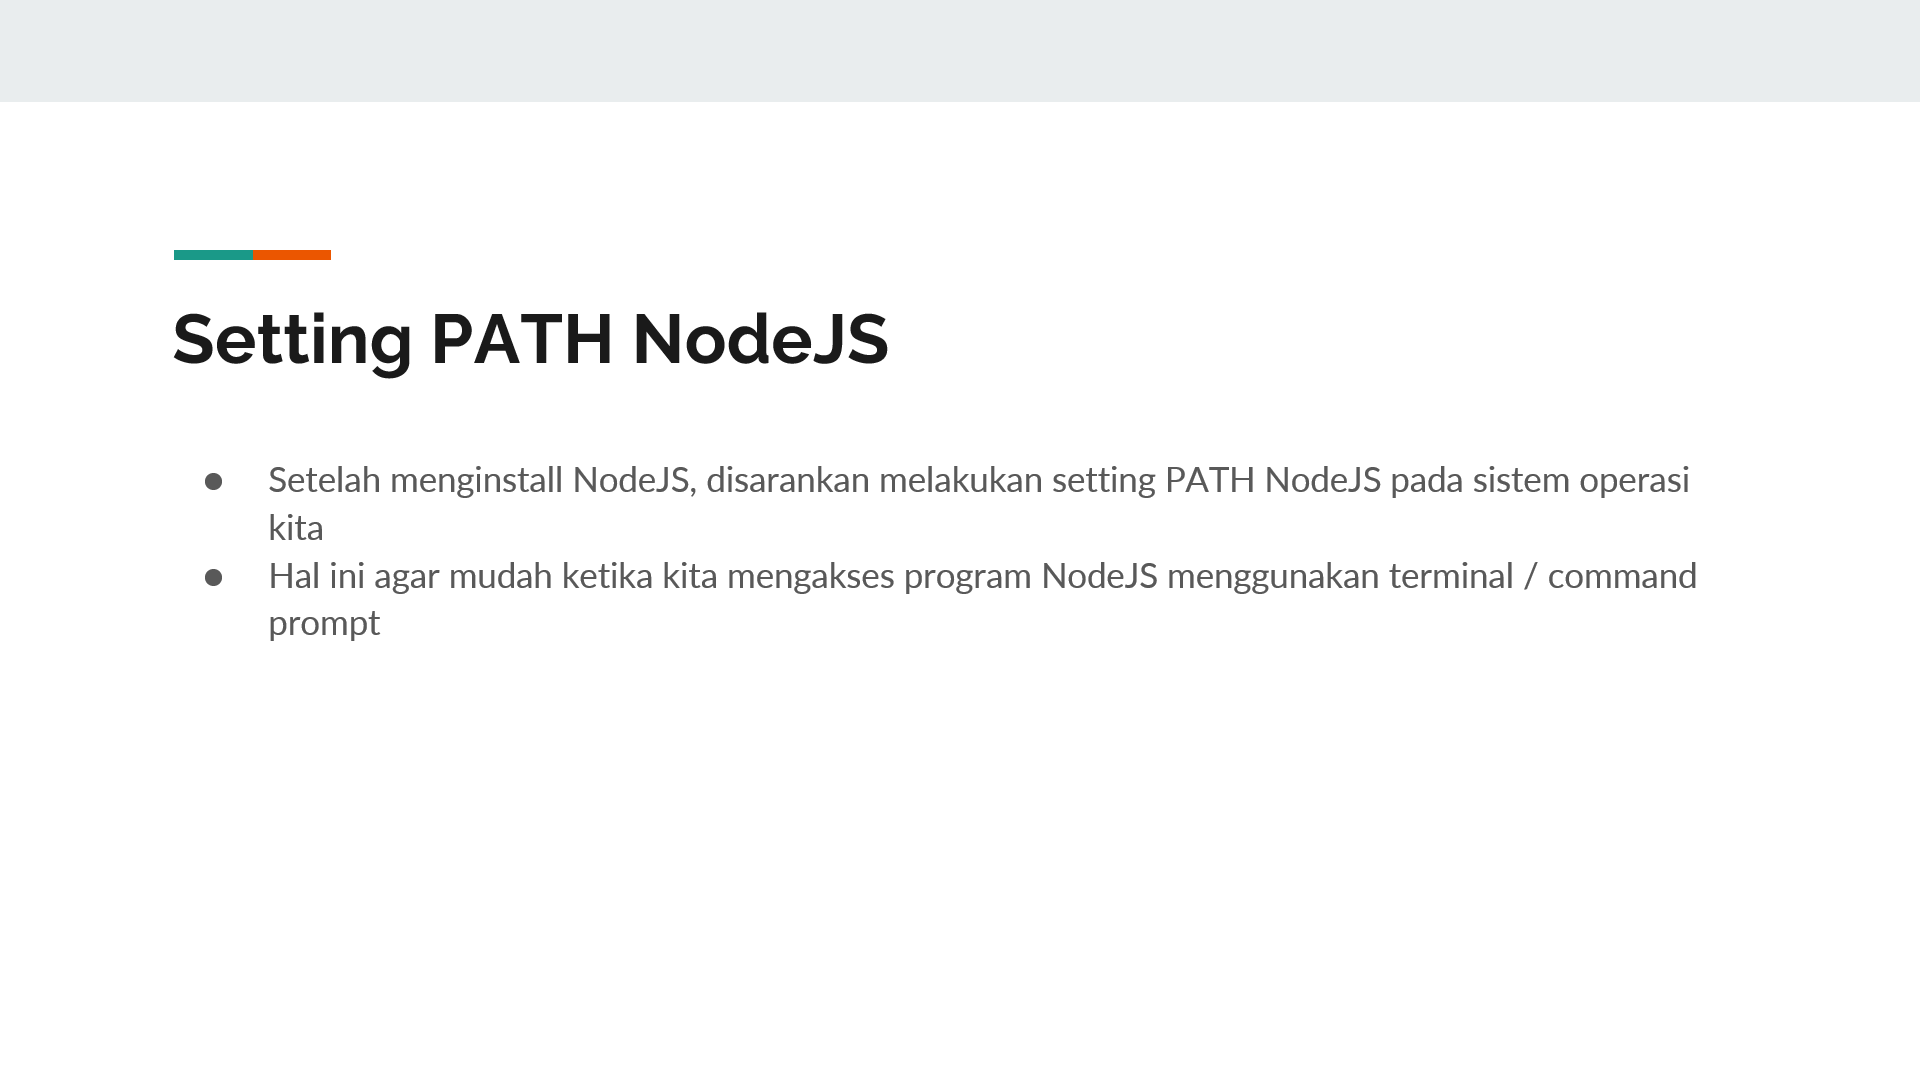 Setting PATH NodeJS
● Setelah menginstall NodeJS, disarankan melakukan setting PATH NodeJS pada sistem operasi
kita
● Hal ini agar mudah ketika kita mengakses program NodeJS menggunakan terminal / command
prompt